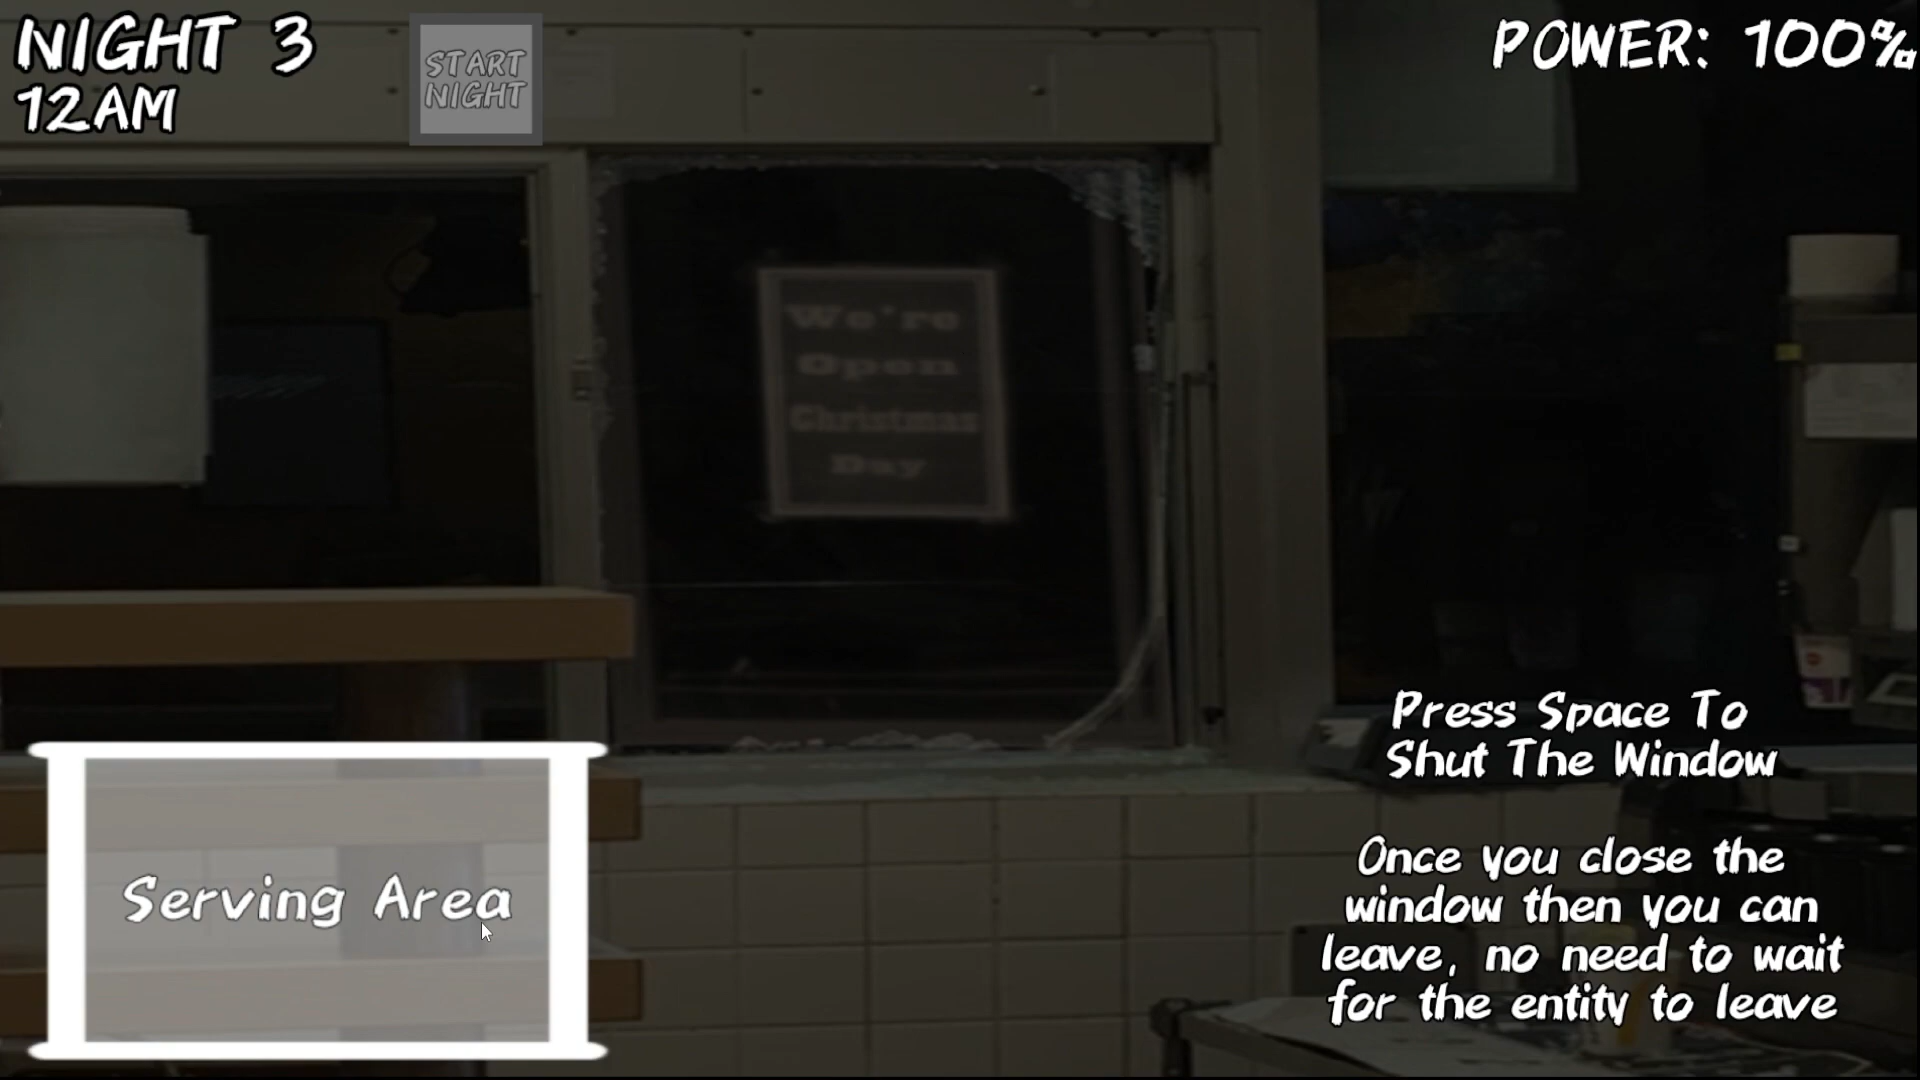 NIGHT 3
12AM
START
NIGHT
POWER: 100%
We're
Open
Christmas
Day
Press Space To
Shut The Window
Once you close the
window then you can
leave, no need to wait
for the entity to leave
Serving Area